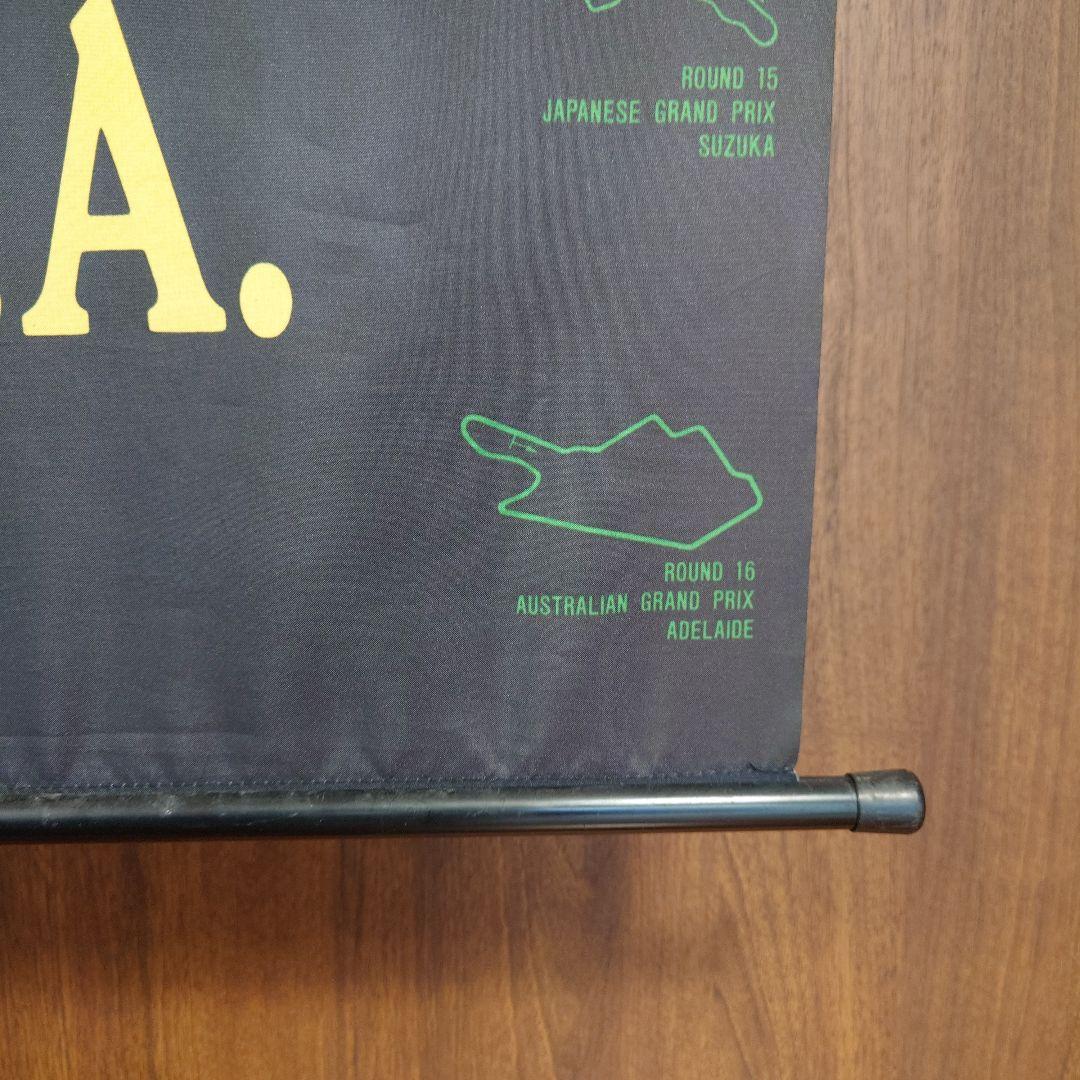 A.
ROUND 15
JAPANESE GRAND PRIX
SUZUKA
ROUND 16
AUSTRALIAN GRAND PRIX
ADELAIDE